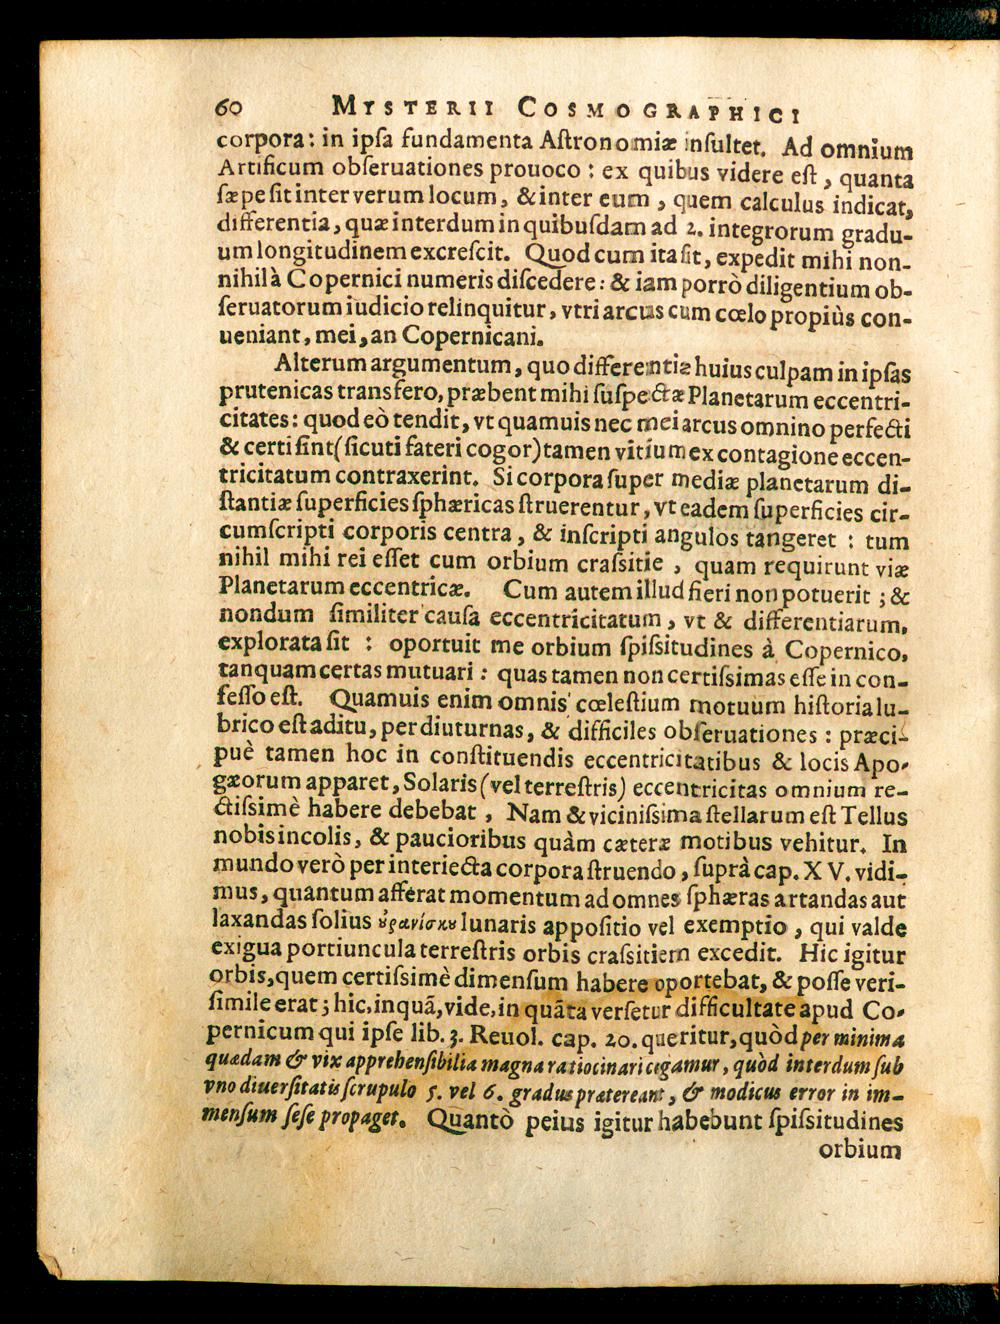 60 MYSTERII COSMOGRAPHICI
corpora: in ipſa fundamenta Aſtronomiæ inſultet. Ad omnium
Artificum obſeruationes prouoco : ex quibus videre eſt, quanta
ſæpe ſit inter verum locum, & inter eum, quem calculus indicat,
differentia, quæ interdum in quibuſdam ad 2. integrorum gradu-
um longitudinem excreſcit. Quod cum ita ſit, expedit mihi non-
nihil à Copernici numeris diſcedere: & iam porrò diligentium ob-
ſeruatorum iudicio relinquitur, vtri arcus cum cœlo propiùs con-
ueniant, mei, an Copernicani.
Alterum argumentum, quo differentiæ huius culpam in ipſas
prutenicas transfero, præbent mihi ſuſpectæ Planetarum eccentri-
citates: quod eò tendit, vt quamuis nec mei arcus omnino perfecti
& certi ſint (ſicuti fateri cogor) tamen vitium ex contagione eccen-
tricitatum contraxerint. Si corpora ſuper mediæ planetarum di-
ſtantiæ ſuperficies ſphæricas ſtruerentur, vt eadem ſuperficies cir-
cumſcripti corporis centra, & inſcripti angulos tangeret : tum
nihil mihi rei eſſet cum orbium craſsitie, quam requirunt viæ
Planetarum eccentricæ. Cum autem illud fieri non potuerit ; &
nondum ſimiliter cauſa eccentricitatum, vt & differentiarum,
explorata ſit : oportuit me orbium ſpiſsitudines à Copernico,
tanquam certas mutuari : quas tamen non certiſsimas eſſe in con-
feſſo eſt. Quamuis enim omnis cœleſtium motuum hiſtoria lu-
brico eſt aditu, per diuturnas, & difficiles obſeruationes : præci-
puè tamen hoc in conſtituendis eccentricitatibus & locis Apo-
gæorum apparet, Solaris (vel terreſtris) eccentricitas omnium re-
ctiſsimè habere debebat, Nam & viciniſsima ſtellarum eſt Tellus
nobis incolis, & paucioribus quàm cæteræ motibus vehitur. In
mundo verò per interiecta corpora ſtruendo, ſuprà cap. XV. vidi-
mus, quantum afferat momentum ad omnes ſphæras artandas aut
laxandas ſolius ὀυρανίσκου lunaris appoſitio vel exemptio, qui valde
exigua portiuncula terreſtris orbis craſsitiem excedit. Hic igitur
orbis, quem certiſsimè dimenſum habere oportebat, & poſſe veri-
ſimile erat ; hic, inquã, vide, in quãta verſetur difficultate apud Co-
pernicum qui ipſe lib. 3. Reuol. cap. 20. queritur, quòd per minima
quædam & vix apprehenſibilia magna ratiocinari cogamur, quòd interdum ſub
vno diuerſitatis ſcrupulo 5. vel 6. gradus prætereant, & modicus error in im-
menſum ſeſe propaget. Quantò peius igitur habebunt ſpiſsitudines
orbium